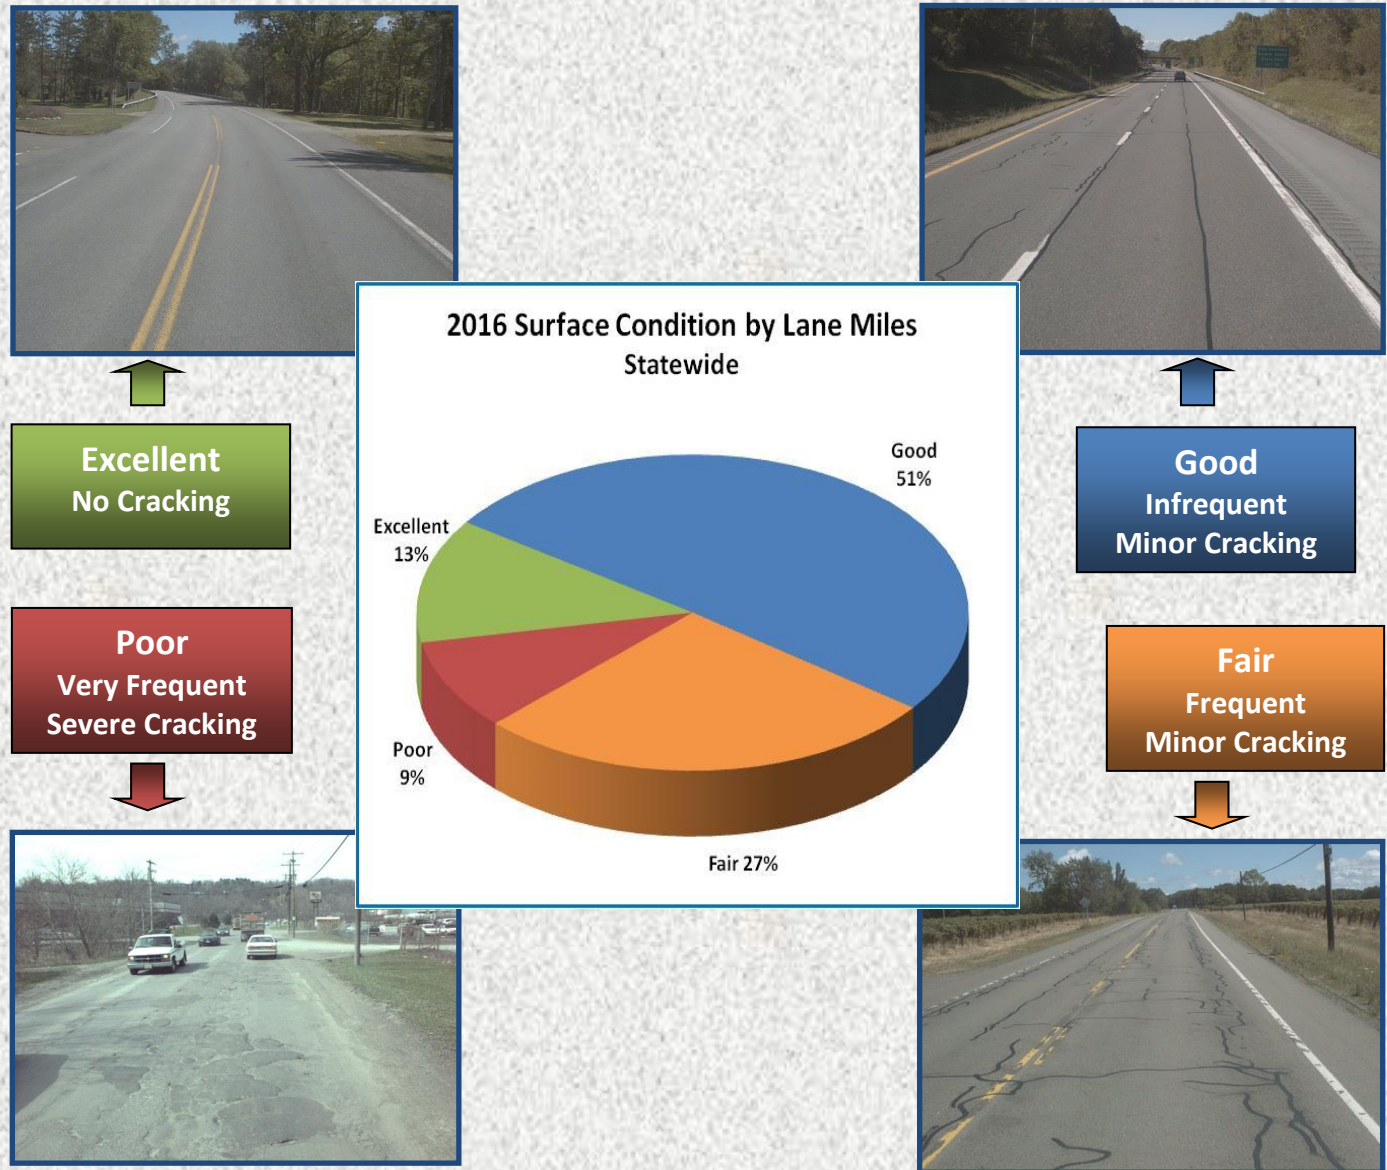 2016 Surface Condition by Lane Miles
Statewide
Good
51%
Excellent
13%
Poor
9%
Fair 27%
Excellent
No Cracking
Good
Infrequent
Minor Cracking
Poor
Very Frequent
Severe Cracking
Fair
Frequent
Minor Cracking